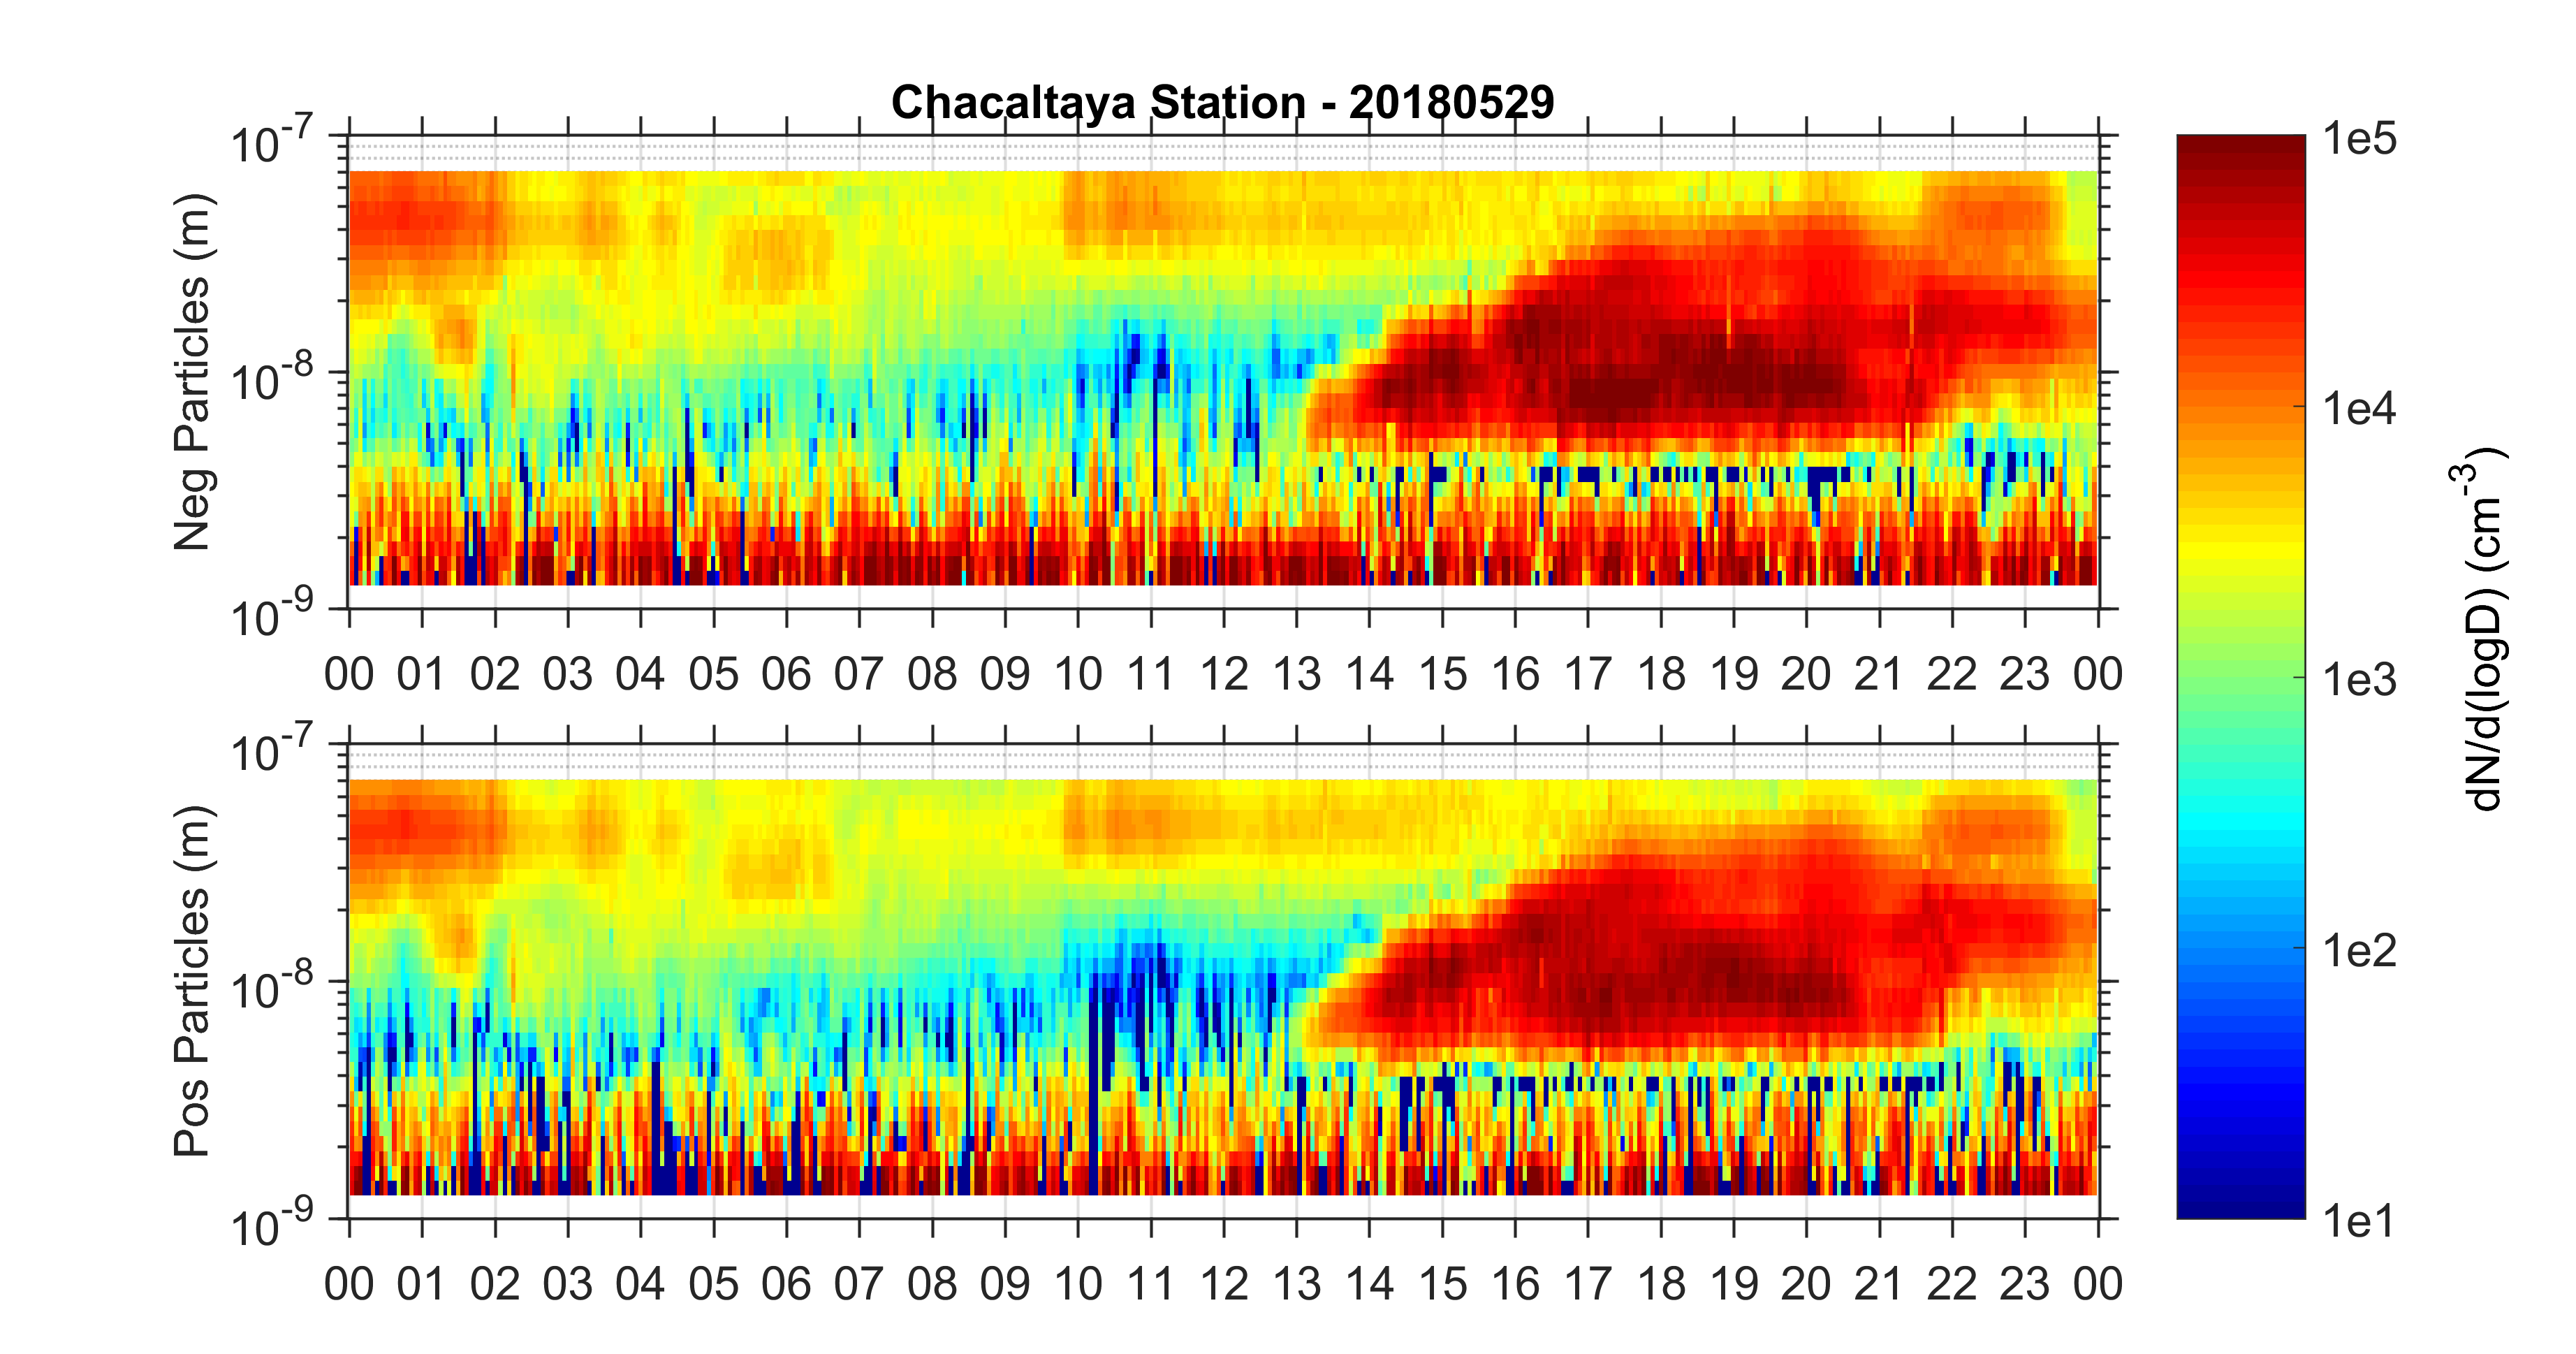 Chacaltaya Station - 20180529
10-7
10-8
10-9
Neg Particles (m)
00 01 02 03 04 05 06 07 08 09 10 11 12 13 14 15 16 17 18 19 20 21 22 23 00
10-7
10-8
10-9
Pos Particles (m)
00 01 02 03 04 05 06 07 08 09 10 11 12 13 14 15 16 17 18 19 20 21 22 23 00
1e5
1e4
1e3
1e2
1e1
dN/d(logD) (cm-3)